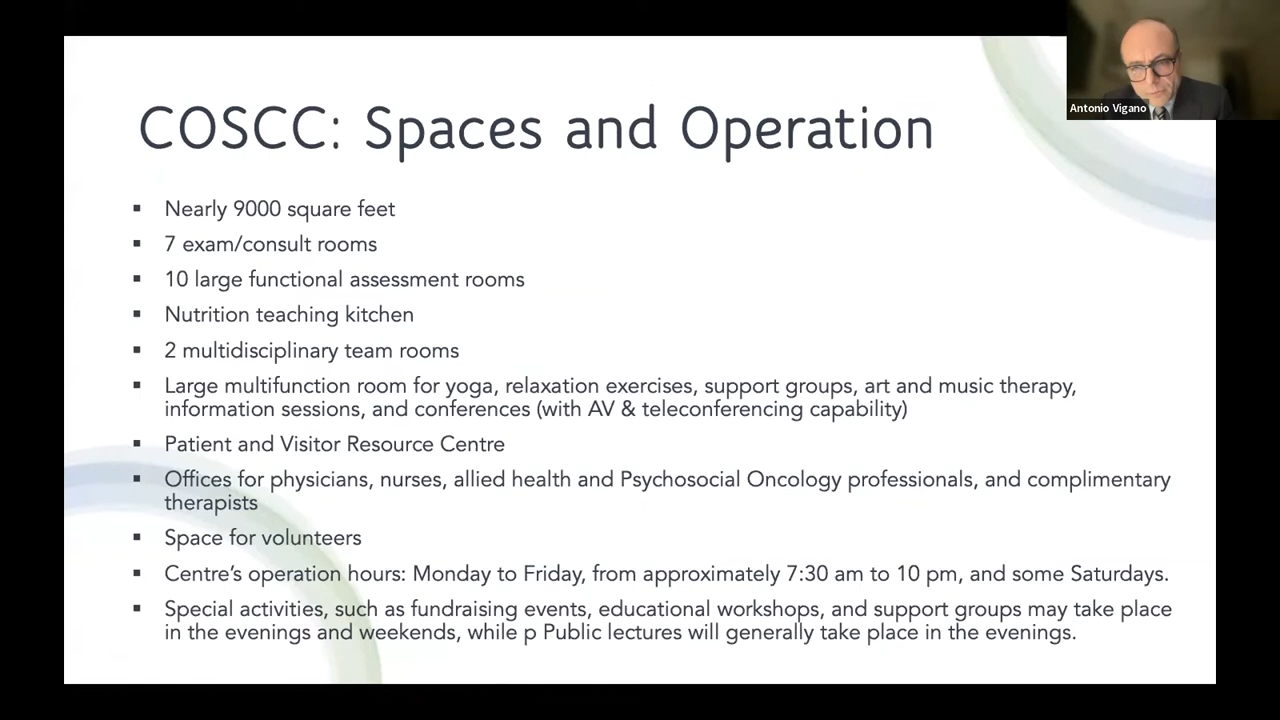 Antonio Vigano
COSCC: Spaces and Operation
▪ Nearly 9000 square feet
▪ 7 exam/consult rooms
▪ 10 large functional assessment rooms
▪ Nutrition teaching kitchen
▪ 2 multidisciplinary team rooms
▪ Large multifunction room for yoga, relaxation exercises, support groups, art and music therapy,
information sessions, and conferences (with AV & teleconferencing capability)
▪ Patient and Visitor Resource Centre
▪ Offices for physicians, nurses, allied health and Psychosocial Oncology professionals, and complimentary
therapists
▪ Space for volunteers
▪ Centre’s operation hours: Monday to Friday, from approximately 7:30 am to 10 pm, and some Saturdays.
▪ Special activities, such as fundraising events, educational workshops, and support groups may take place
in the evenings and weekends, while p Public lectures will generally take place in the evenings.